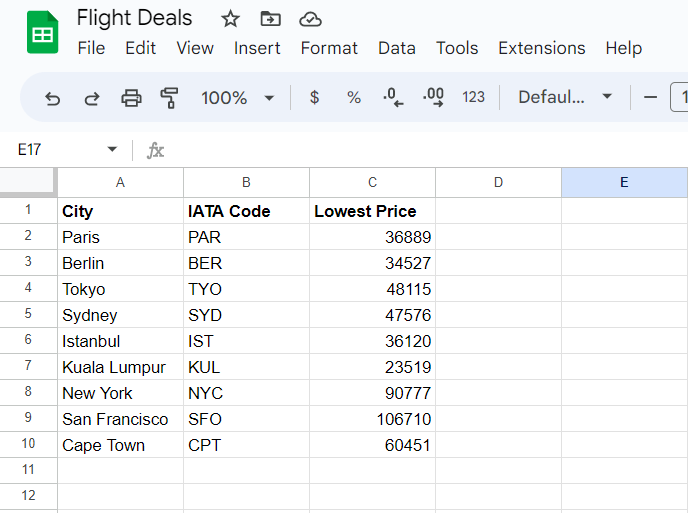 Flight Deals
File Edit View Insert Format Data Tools Extensions Help
100% $ % .0 .00 123 Defaul... 1
E17 fx
A B C D E
1 City IATA Code Lowest Price
2 Paris PAR 36889
3 Berlin BER 34527
4 Tokyo TYO 48115
5 Sydney SYD 47576
6 Istanbul IST 36120
7 Kuala Lumpur KUL 23519
8 New York NYC 90777
9 San Francisco SFO 106710
10 Cape Town CPT 60451
11
12